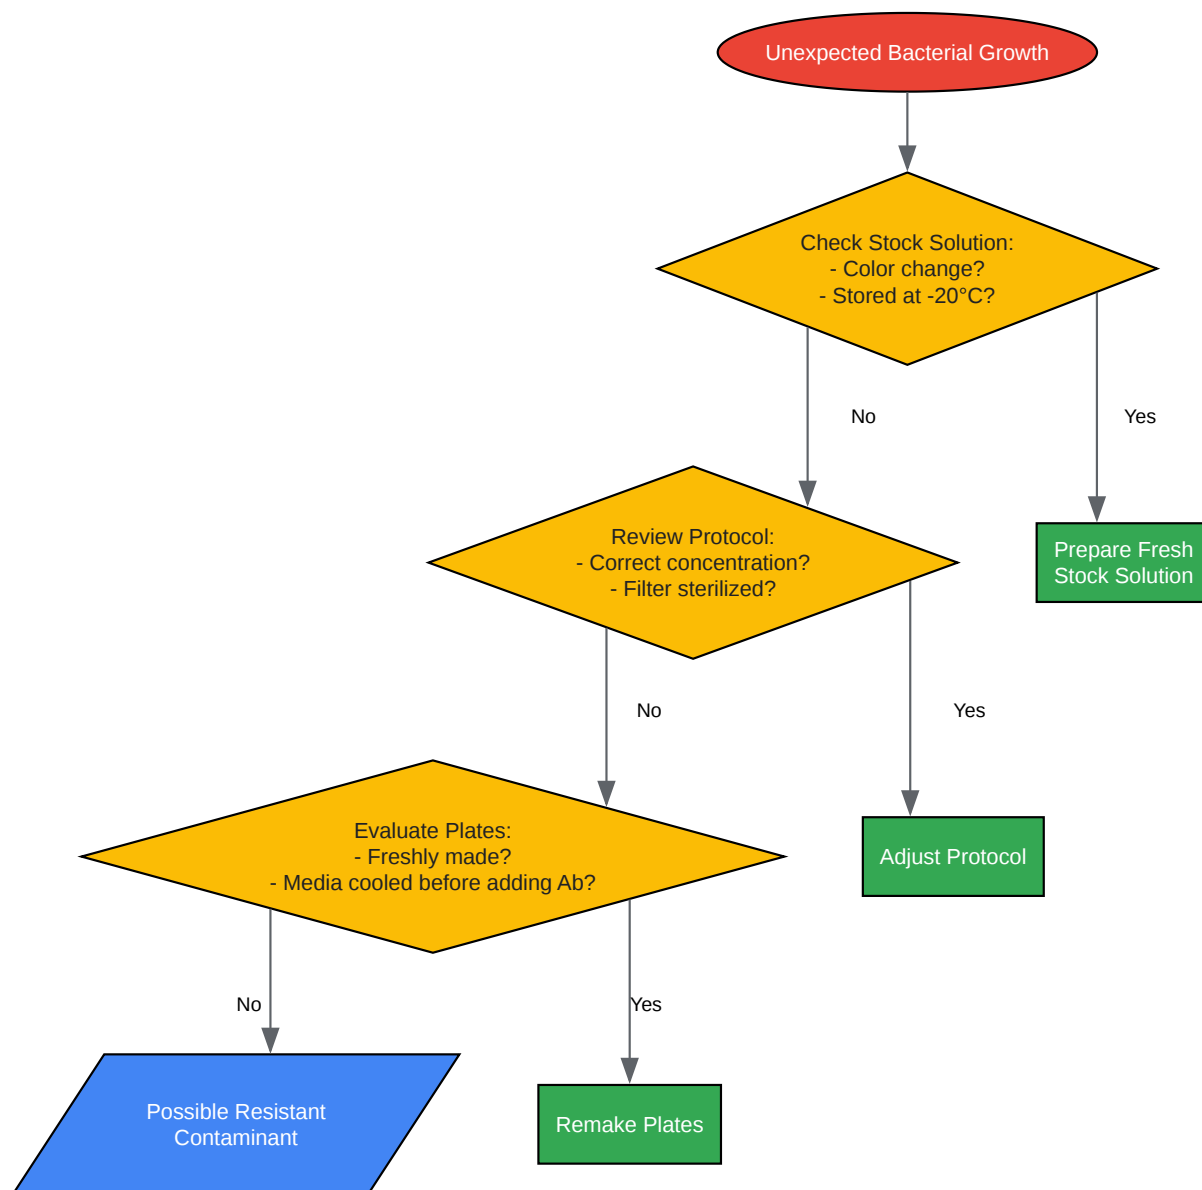 Unexpected Bacterial Growth
Check Stock Solution:
- Color change?
- Stored at -20°C?
No
Yes
Review Protocol:
- Correct concentration?
- Filter sterilized?
Prepare Fresh
Stock Solution
No
Yes
Evaluate Plates:
- Freshly made?
- Media cooled before adding Ab?
Adjust Protocol
No
Yes
Possible Resistant
Contaminant
Remake Plates